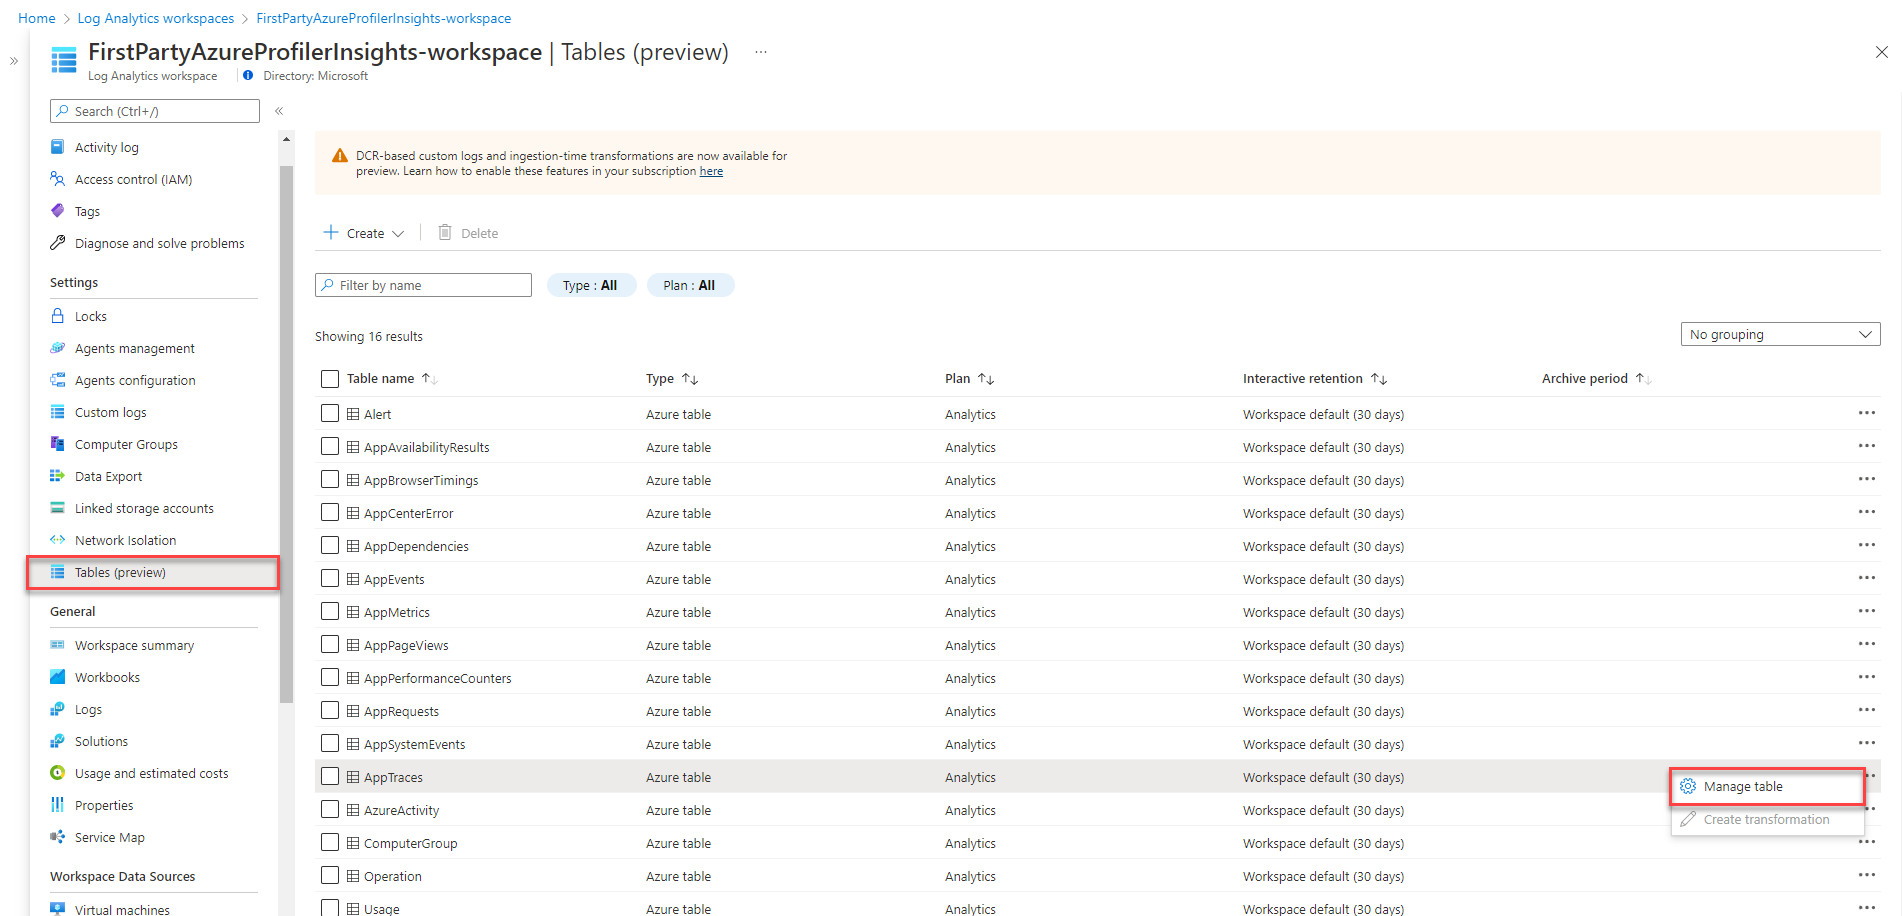 Home > Log Analytics workspaces > FirstPartyAzureProfilerInsights-workspace
FirstPartyAzureProfilerInsights-workspace | Tables (preview) ...
Log Analytics workspace Directory: Microsoft
Search (Ctrl+/)
Activity log
Access control (IAM)
Tags
Diagnose and solve problems
Settings
Locks
Agents management
Agents configuration
Custom logs
Computer Groups
Data Export
Linked storage accounts
Network Isolation
Tables (preview)
General
Workspace summary
Workbooks
Logs
Solutions
Usage and estimated costs
Properties
Service Map
Workspace Data Sources
Virtual machines
DCR-based custom logs and ingestion-time transformations are now available for
preview. Learn how to enable these features in your subscription here
Create Delete
Filter by name Type : All Plan : All
Showing 16 results No grouping
Table name Type Plan Interactive retention Archive period
Alert Azure table Analytics Workspace default (30 days)
AppAvailabilityResults Azure table Analytics Workspace default (30 days)
AppBrowserTimings Azure table Analytics Workspace default (30 days)
AppCenterError Azure table Analytics Workspace default (30 days)
AppDependencies Azure table Analytics Workspace default (30 days)
AppEvents Azure table Analytics Workspace default (30 days)
AppMetrics Azure table Analytics Workspace default (30 days)
AppPageViews Azure table Analytics Workspace default (30 days)
AppPerformanceCounters Azure table Analytics Workspace default (30 days)
AppRequests Azure table Analytics Workspace default (30 days)
AppSystemEvents Azure table Analytics Workspace default (30 days)
AppTraces Azure table Analytics Workspace default (30 days)
Manage table
AzureActivity Azure table Analytics Workspace default (30 days)
Create transformation
ComputerGroup Azure table Analytics Workspace default (30 days)
Operation Azure table Analytics Workspace default (30 days)
Usage Azure table Analytics Workspace default (30 days)